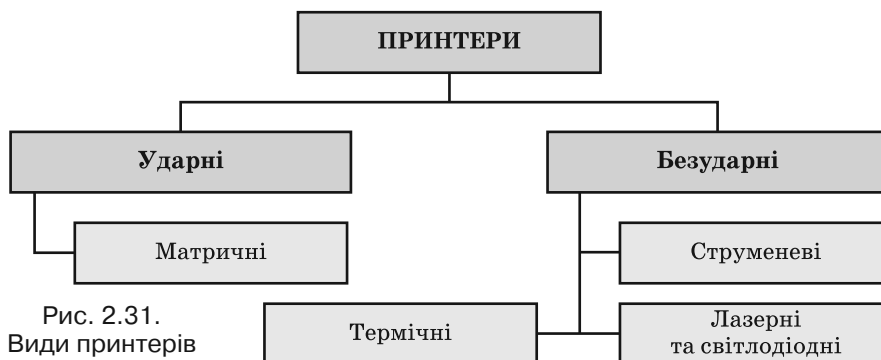 ПРИНТЕРИ
Ударні
Безударні
Матричні
Струменеві
Термічні
Лазерні
та світлодіодні
Рис. 2.31.
Види принтерів